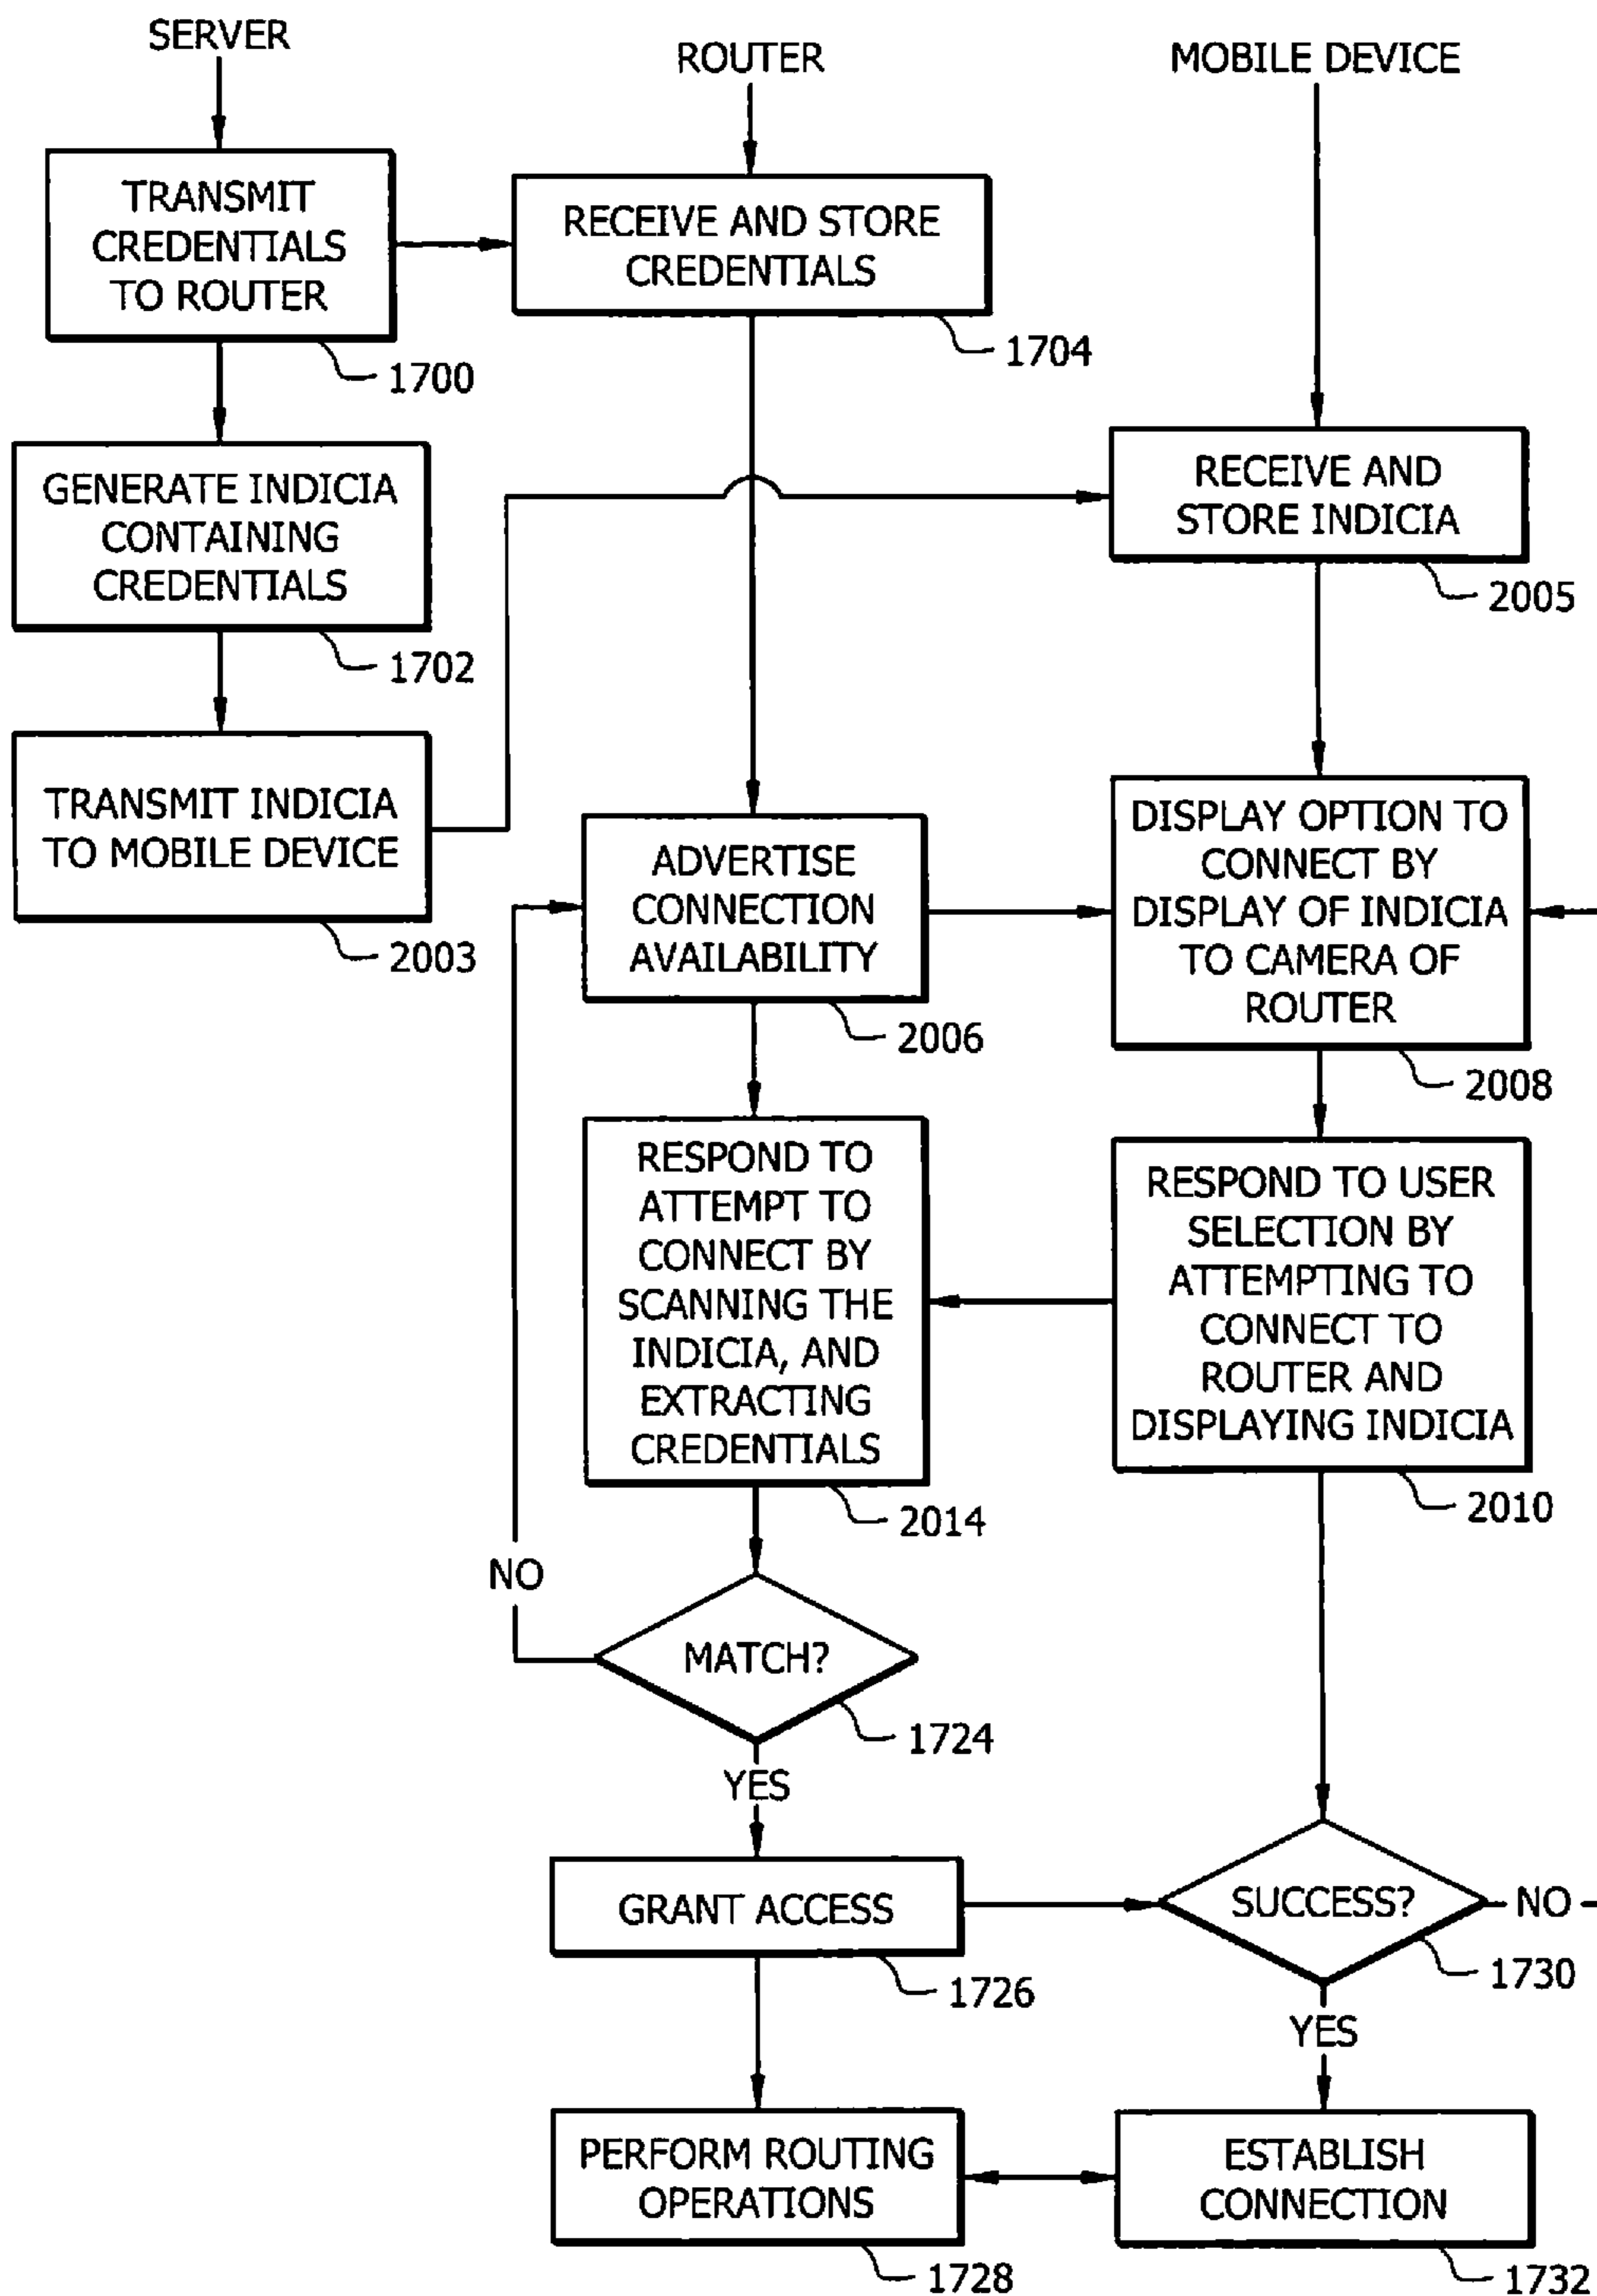 SERVER
ROUTER
MOBILE DEVICE
TRANSMIT
CREDENTIALS
TO ROUTER
1700
RECEIVE AND STORE
CREDENTIALS
1704
GENERATE INDICIA
CONTAINING
CREDENTIALS
1702
RECEIVE AND
STORE INDICIA
2005
TRANSMIT INDICIA
TO MOBILE DEVICE
2003
ADVERTISE
CONNECTION
AVAILABILITY
2006
DISPLAY OPTION TO
CONNECT BY
DISPLAY OF INDICIA
TO CAMERA OF
ROUTER
2008
RESPOND TO
ATTEMPT TO
CONNECT BY
SCANNING THE
INDICIA, AND
EXTRACTING
CREDENTIALS
2014
RESPOND TO USER
SELECTION BY
ATTEMPTING TO
CONNECT TO
ROUTER AND
DISPLAYING INDICIA
2010
NO
MATCH?
1724
YES
GRANT ACCESS
1726
SUCCESS?
NO
1730
YES
PERFORM ROUTING
OPERATIONS
1728
ESTABLISH
CONNECTION
1732